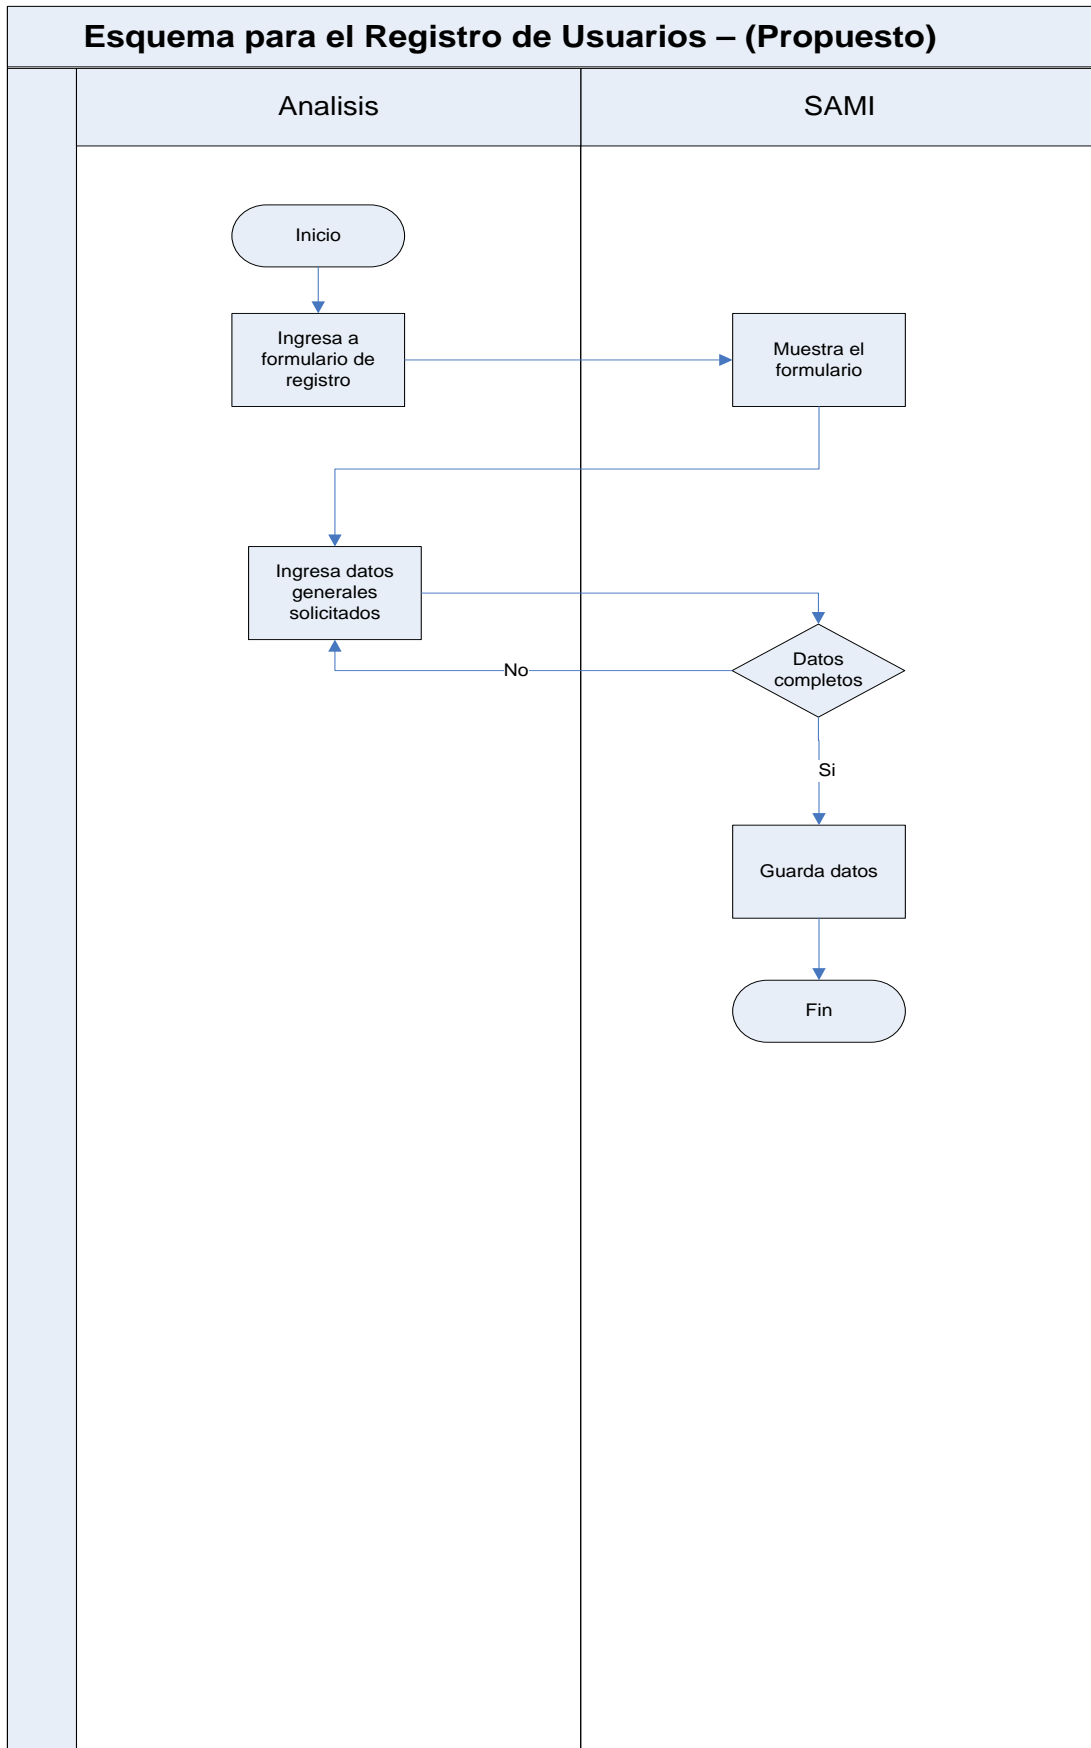 Esquema para el Registro de Usuarios – (Propuesto)
Analisis
SAMI
Inicio
Ingresa a
formulario de
registro
Muestra el
formulario
Ingresa datos
generales
solicitados
Datos
completos
No
Si
Guarda datos
Fin